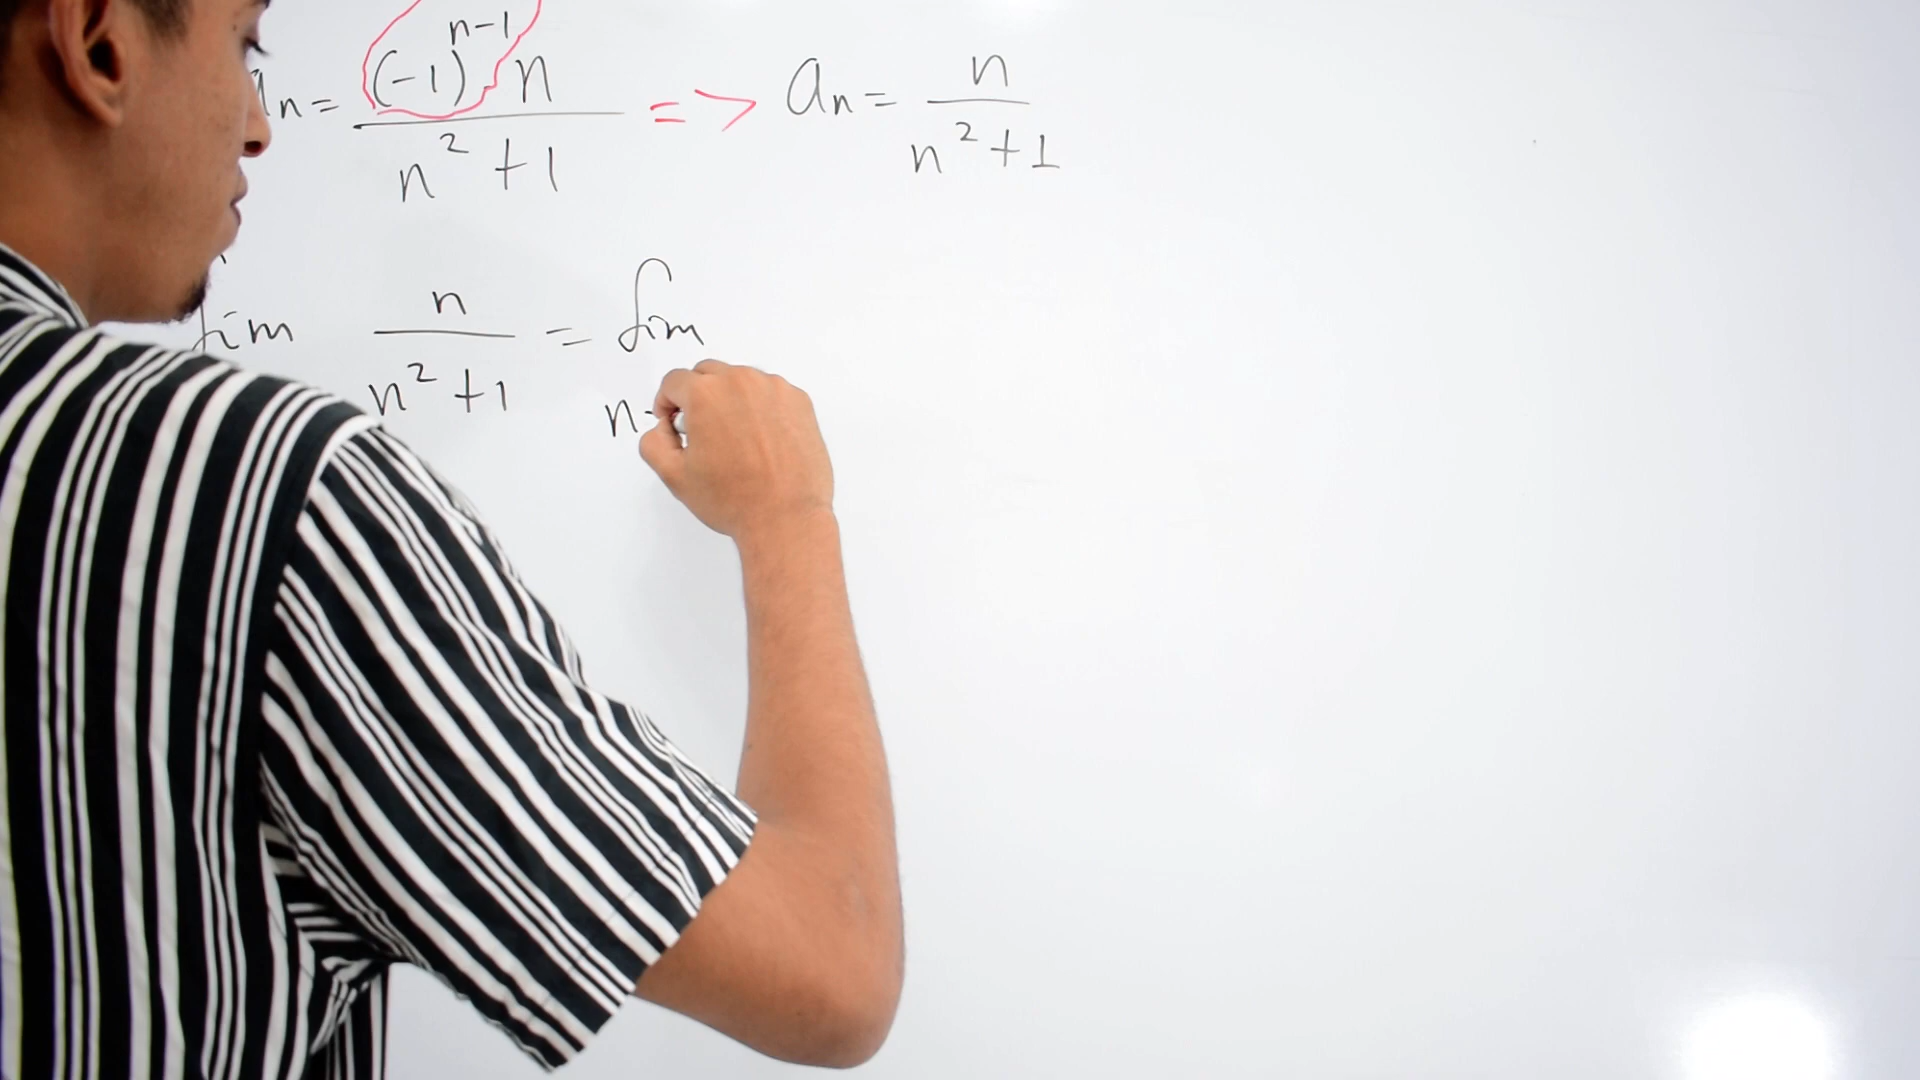 an = (-1)^(n-1) n / (n² + 1) => an = n / (n² + 1)
lim n / (n² + 1) = lim
n